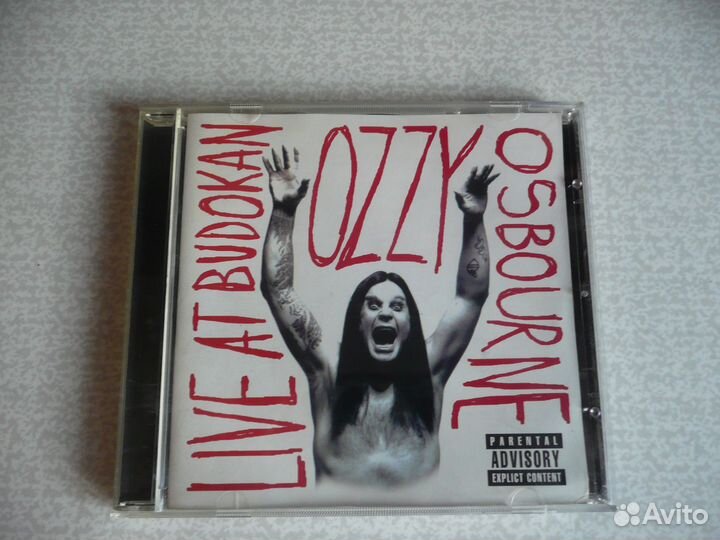 LIVE AT BUDOKAN
OZZY
OSBOURNE
PARENTAL
ADVISORY
EXPLICIT CONTENT
Avito